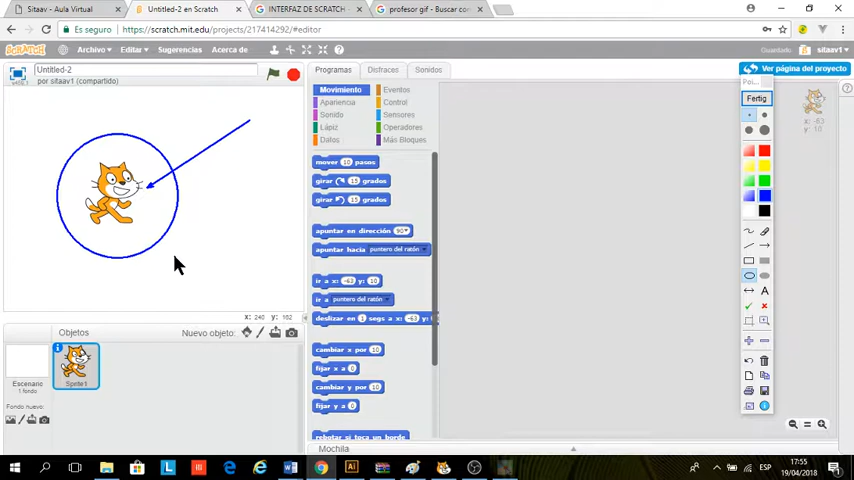 Sitaav - Aula Virtual
Untitled-2 en Scratch
INTERFAZ DE SCRATCH -
profesor gif - Buscar con
Es seguro
https://scratch.mit.edu/projects/217414292/#editor
SCRATCH
Archivo
Editar
Sugerencias
Acerca de
Guardado
sitaav1
Untitled-2
por sitaav1 (compartido)
Programas
Disfraces
Sonidos
Ver página del proyecto
Fertig
Movimiento
Apariencia
Sonido
Lápiz
Datos
Eventos
Control
Sensores
Operadores
Más Bloques
x: -63
y: 10
mover 10 pasos
girar 15 grados
girar 15 grados
apuntar en dirección 90
apuntar hacia puntero del ratón
ir a x: -63 y: 10
ir a puntero del ratón
deslizar en 1 segs a x: -63 y:
cambiar x por 10
fijar x a 0
cambiar y por 10
fijar y a 0
rebotar si toca un borde
x: 240 y: 182
Objetos
Nuevo objeto:
Escenario
1 fondo
Fondo nuevo:
Sprite1
Mochila
A
ESP
17:55
19/04/2018